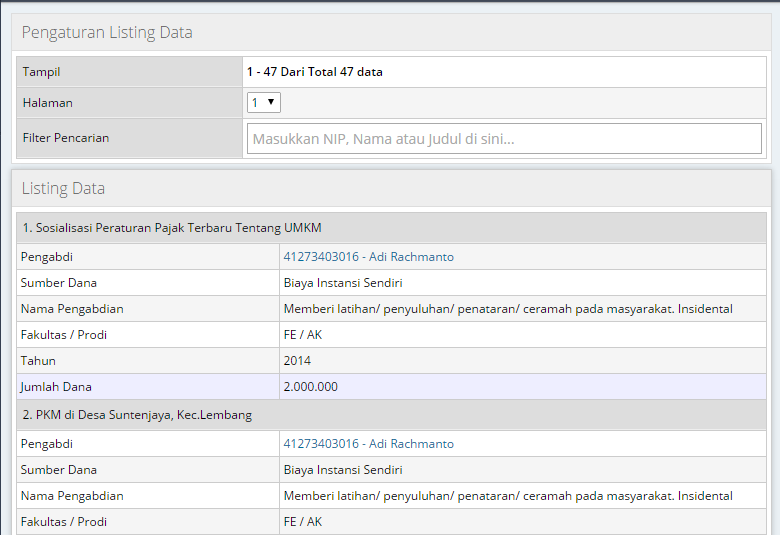 Pengaturan Listing Data
Tampil 1 - 47 Dari Total 47 data
Halaman 1
Filter Pencarian Masukkan NIP, Nama atau Judul di sini...
Listing Data
1. Sosialisasi Peraturan Pajak Terbaru Tentang UMKM
Pengabdi 41273403016 - Adi Rachmanto
Sumber Dana Biaya Instansi Sendiri
Nama Pengabdian Memberi latihan/ penyuluhan/ penataran/ ceramah pada masyarakat. Insidental
Fakultas / Prodi FE / AK
Tahun 2014
Jumlah Dana 2.000.000
2. PKM di Desa Suntenjaya, Kec.Lembang
Pengabdi 41273403016 - Adi Rachmanto
Sumber Dana Biaya Instansi Sendiri
Nama Pengabdian Memberi latihan/ penyuluhan/ penataran/ ceramah pada masyarakat. Insidental
Fakultas / Prodi FE / AK